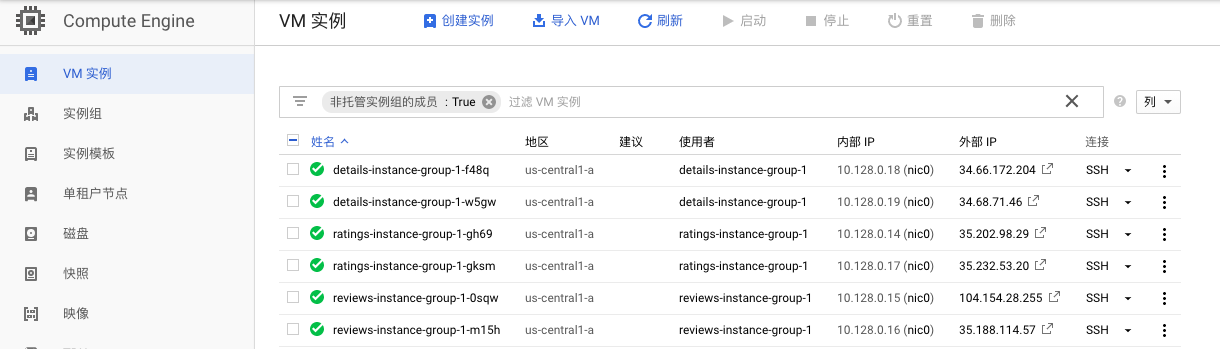 Compute Engine
VM 实例 创建实例 导入 VM 刷新 启动 停止 重置 删除
VM 实例
实例组
实例模板
单租户节点
磁盘
快照
映像
非托管实例组的成员 : True 过滤 VM 实例 列
姓名 地区 建议 使用者 内部 IP 外部 IP 连接
details-instance-group-1-f48q us-central1-a details-instance-group-1 10.128.0.18 (nic0) 34.66.172.204 SSH
details-instance-group-1-w5gw us-central1-a details-instance-group-1 10.128.0.19 (nic0) 34.68.71.46 SSH
ratings-instance-group-1-gh69 us-central1-a ratings-instance-group-1 10.128.0.14 (nic0) 35.202.98.29 SSH
ratings-instance-group-1-gksm us-central1-a ratings-instance-group-1 10.128.0.17 (nic0) 35.232.53.20 SSH
reviews-instance-group-1-0sqw us-central1-a reviews-instance-group-1 10.128.0.15 (nic0) 104.154.28.255 SSH
reviews-instance-group-1-m15h us-central1-a reviews-instance-group-1 10.128.0.16 (nic0) 35.188.114.57 SSH